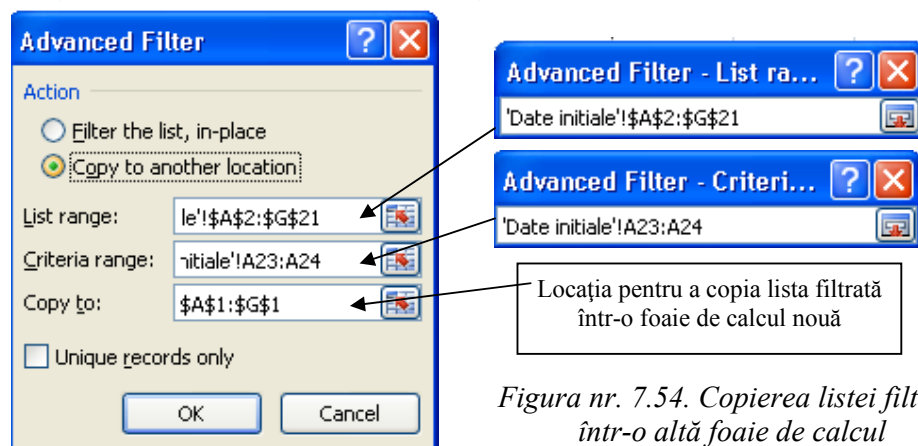 Advanced Filter
Action
Filter the list, in-place
Copy to another location
List range: le'!$A$2:$G$21
Criteria range: nitiale'!A23:A24
Copy to: $A$1:$G$1
Unique records only
OK Cancel
Advanced Filter - List ra...
'Date initiale'!$A$2:$G$21
Advanced Filter - Criteri...
'Date initiale'!A23:A24
Locaţia pentru a copia lista filtrată
într-o foaie de calcul nouă
Figura nr. 7.54. Copierea listei filt
într-o altă foaie de calcul